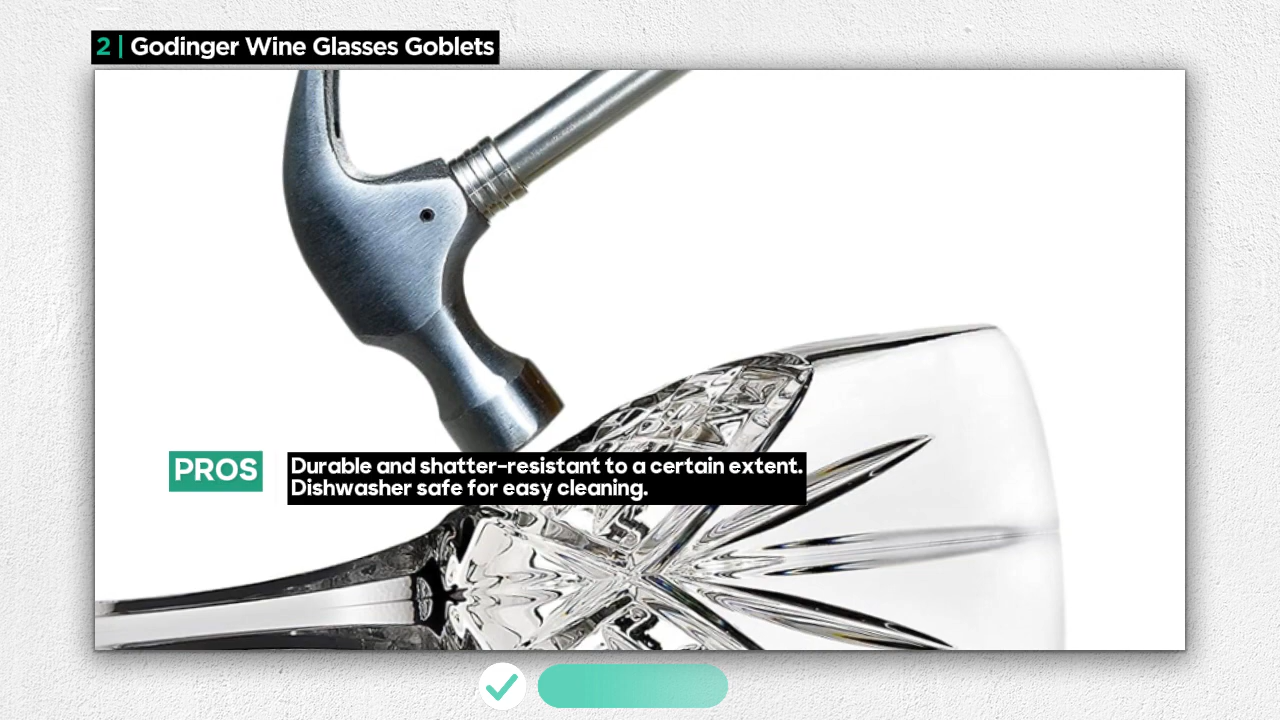 2 | Godinger Wine Glasses Goblets
PROS
Durable and shatter-resistant to a certain extent.
Dishwasher safe for easy cleaning.